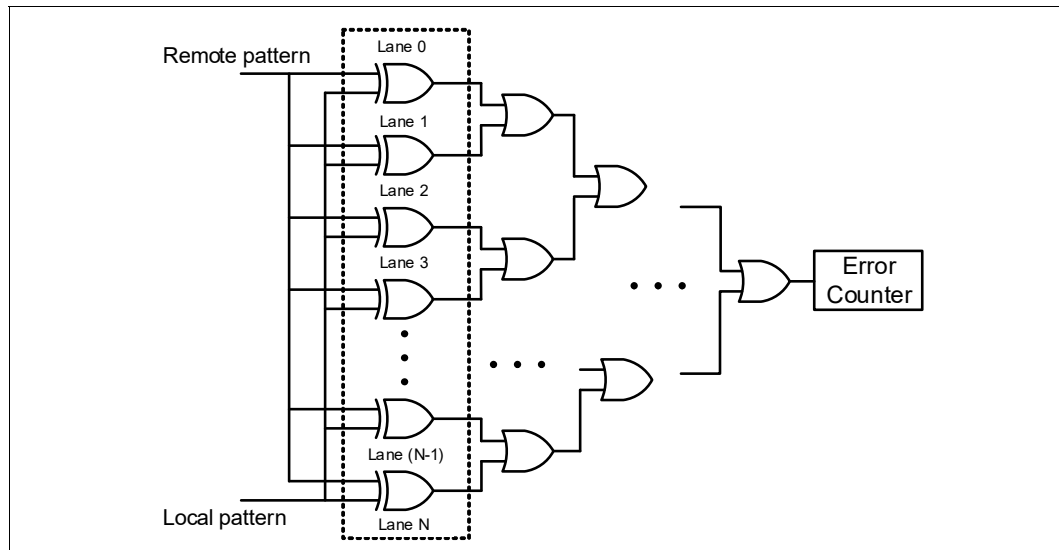 Lane 0
Remote pattern
Lane 1
Lane 2
Lane 3
Error
Counter
Lane (N-1)
Local pattern
Lane N